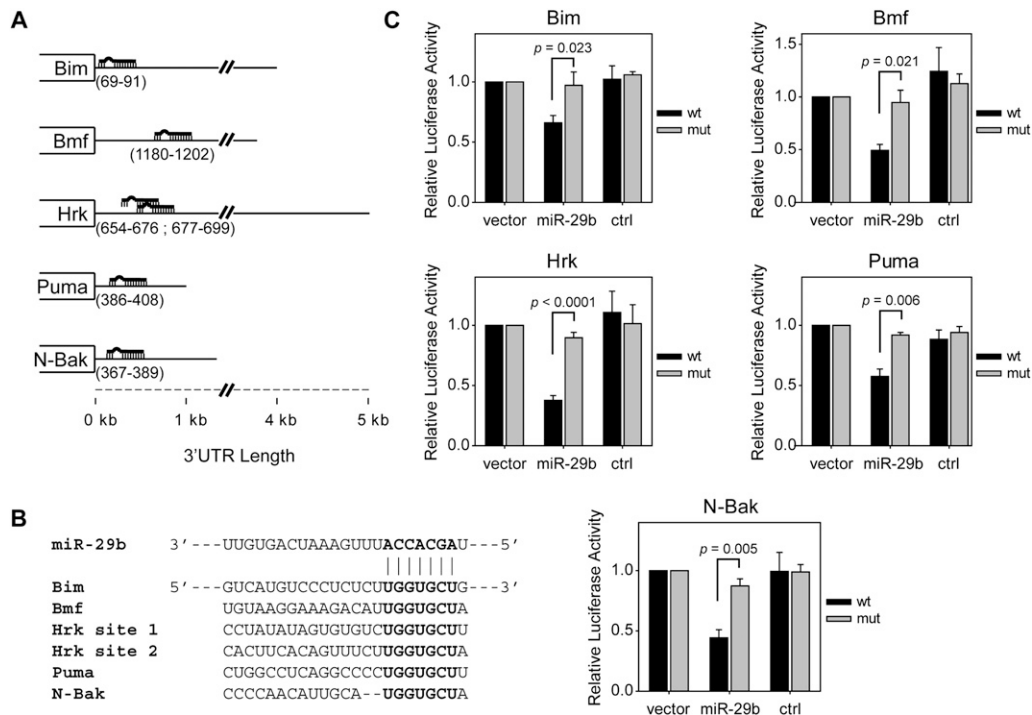 A
Bim
(69-91)
Bmf
(1180-1202)
Hrk
(654-676 ; 677-699)
Puma
(386-408)
N-Bak
(367-389)
0 kb
1 kb
4 kb
5 kb
3'UTR Length
B
miR-29b 3' ---UUGUGACUAAAGUUUACCACGAU---5'
Bim 5' ---GUCAUGUCCCUCUCUUGGUGCUG---3'
Bmf UGUAAGGAAAGACAUUGGUGCUA
Hrk site 1 CCUAUAUAGUGUGUCUGGUGCUU
Hrk site 2 CACUUCACAGUUUCUUGGUGCUA
Puma CUGGCCUCAGGCCCCUGGUGCUU
N-Bak CCCCAACAUUGCA--UGGUGCUA
C
Bim
Relative Luciferase Activity
1.0
0.5
0.0
p = 0.023
vector
miR-29b
ctrl
wt
mut
Bmf
Relative Luciferase Activity
1.5
1.0
0.5
0.0
p = 0.021
vector
miR-29b
ctrl
wt
mut
Hrk
Relative Luciferase Activity
1.0
0.5
0.0
p < 0.0001
vector
miR-29b
ctrl
wt
mut
Puma
Relative Luciferase Activity
1.0
0.5
0.0
p = 0.006
vector
miR-29b
ctrl
wt
mut
N-Bak
Relative Luciferase Activity
1.0
0.5
0.0
p = 0.005
vector
miR-29b
ctrl
wt
mut